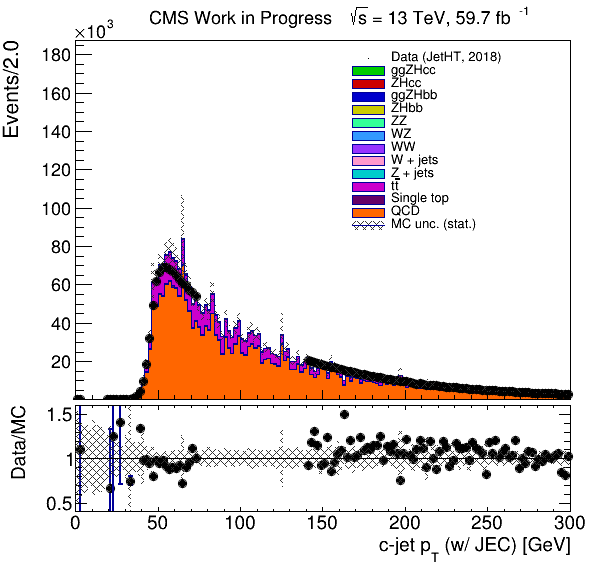 CMS Work in Progress √s = 13 TeV, 59.7 fb -1
×10³
Events/2.0
180
160
140
120
100
80
60
40
20
Data (JetHT, 2018)
ggZHcc
ZHcc
ggZHbb
ZHbb
ZZ
WZ
WW
W + jets
Z + jets
tt̄
Single top
QCD
MC unc. (stat.)
Data/MC
1.5
1
0.5
0 50 100 150 200 250 300
c-jet p_T (w/ JEC) [GeV]